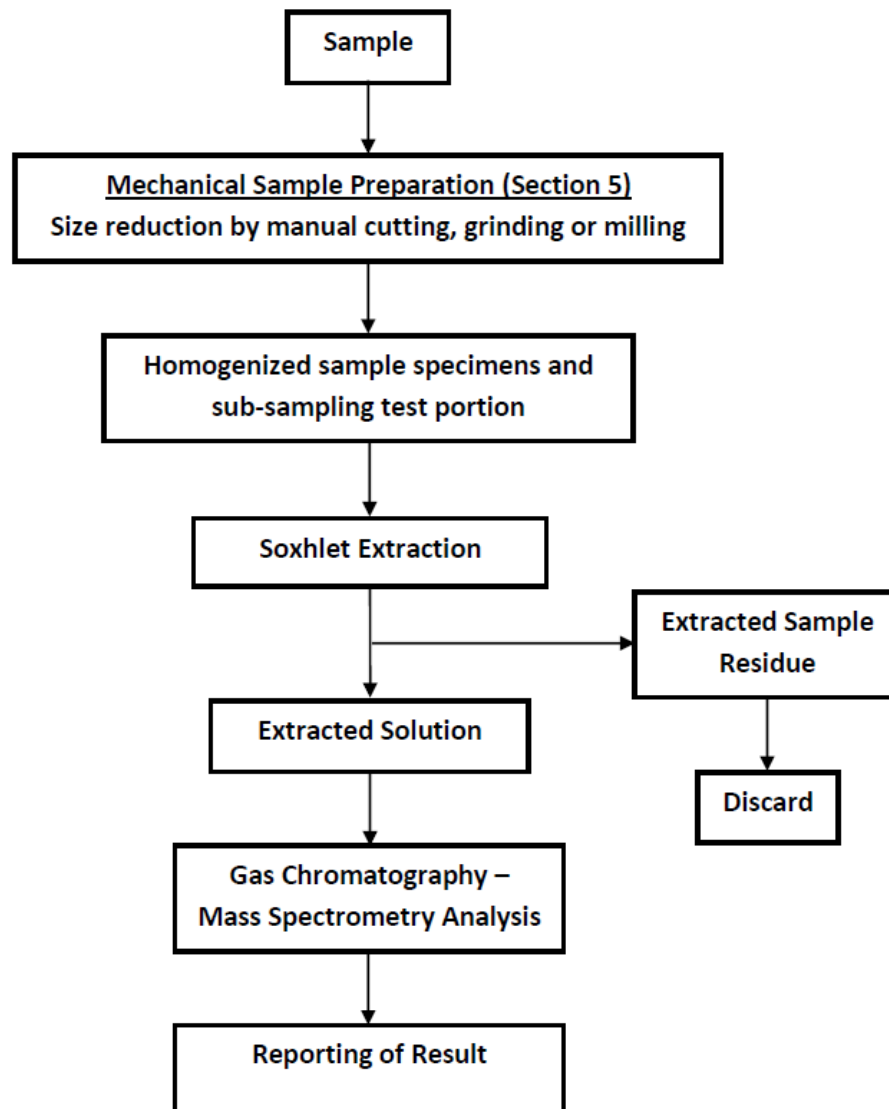 Sample
Mechanical Sample Preparation (Section 5)
Size reduction by manual cutting, grinding or milling
Homogenized sample specimens and
sub-sampling test portion
Soxhlet Extraction
Extracted Sample
Residue
Extracted Solution
Discard
Gas Chromatography –
Mass Spectrometry Analysis
Reporting of Result